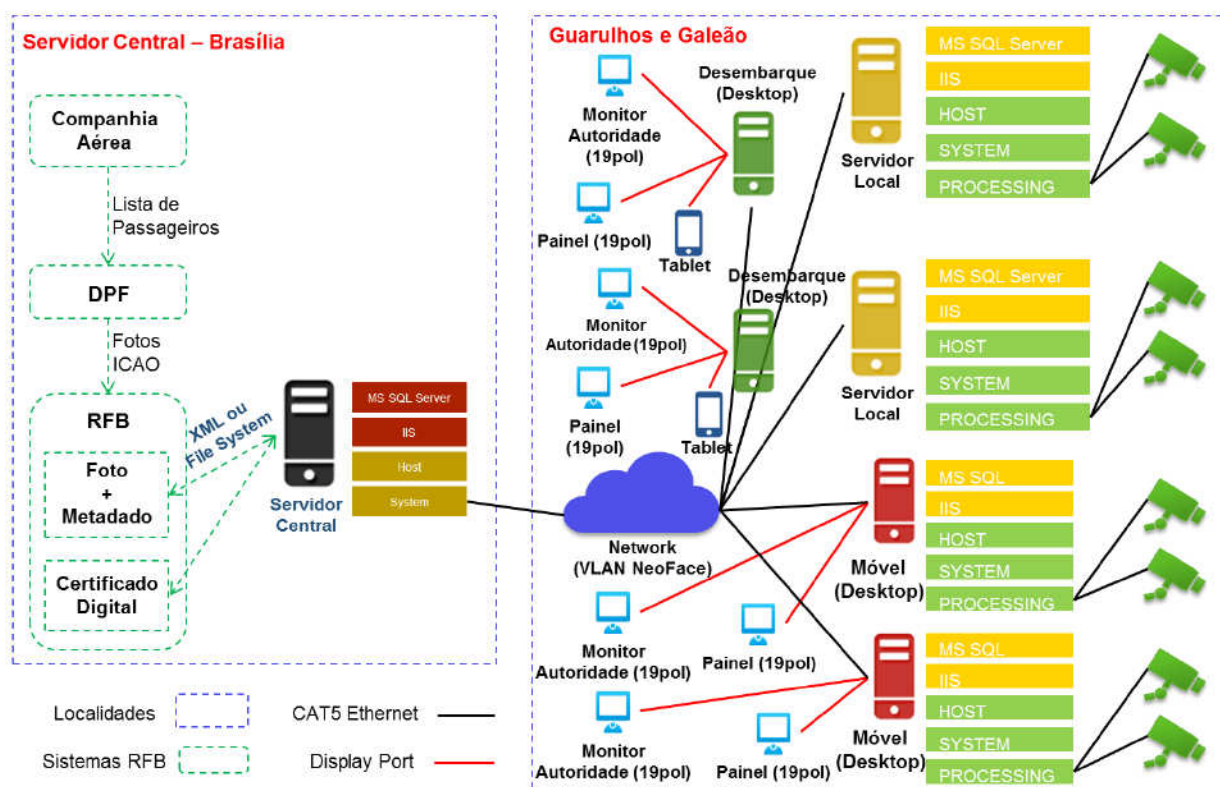 Servidor Central – Brasília
Companhia
Aérea
Lista de
Passageiros
DPF
Fotos
ICAO
RFB
XML ou
File System
Foto
+
Metadado
Certificado
Digital
Servidor
Central
MS SQL Server
IIS
Host
System
Guarulhos e Galeão
Monitor
Autoridade
(19pol)
Painel (19pol)
Tablet
Desembarque
(Desktop)
Servidor
Local
MS SQL Server
IIS
HOST
SYSTEM
PROCESSING
Monitor
Autoridade (19pol)
Painel
(19pol)
Tablet
Desembarque
(Desktop)
Servidor
Local
MS SQL Server
IIS
HOST
SYSTEM
PROCESSING
Network
(VLAN NeoFace)
Monitor
Autoridade (19pol)
Painel (19pol)
Móvel
(Desktop)
MS SQL
IIS
HOST
SYSTEM
PROCESSING
Monitor
Autoridade (19pol)
Painel (19pol)
Móvel
(Desktop)
MS SQL
IIS
HOST
SYSTEM
PROCESSING
Localidades
CAT5 Ethernet
Sistemas RFB
Display Port